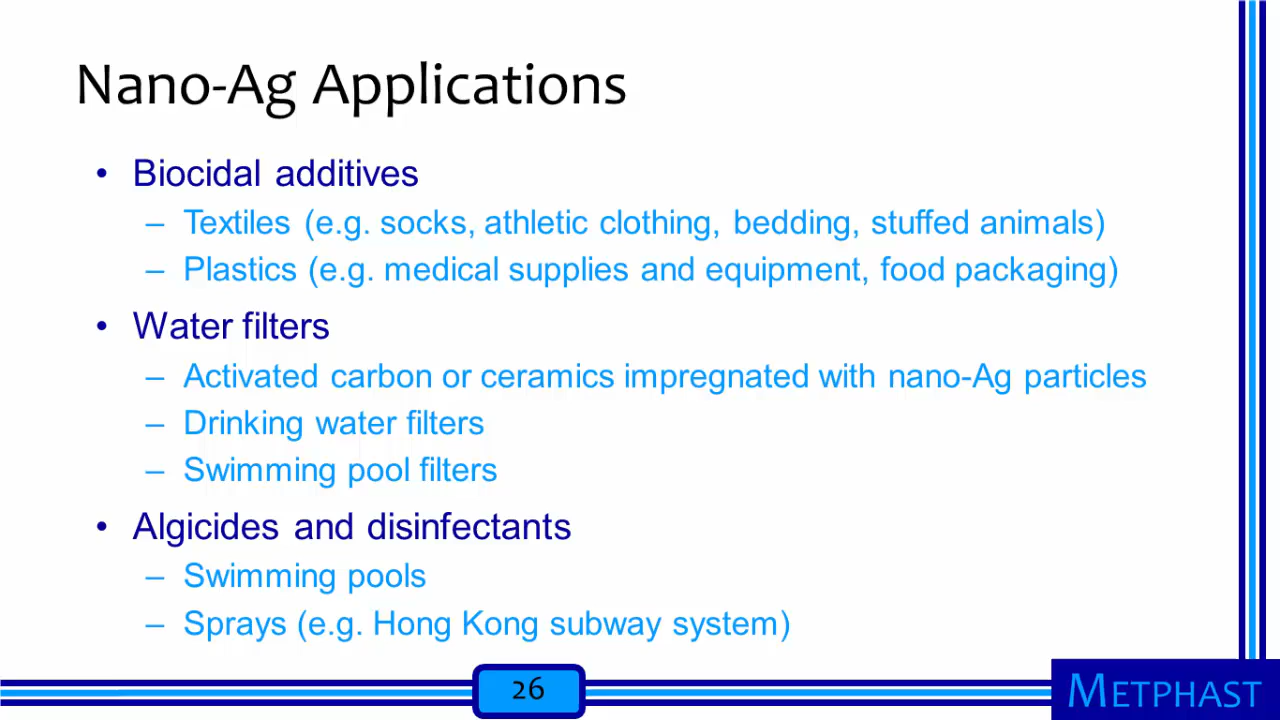 Nano-Ag Applications
• Biocidal additives
– Textiles (e.g. socks, athletic clothing, bedding, stuffed animals)
– Plastics (e.g. medical supplies and equipment, food packaging)
• Water filters
– Activated carbon or ceramics impregnated with nano-Ag particles
– Drinking water filters
– Swimming pool filters
• Algicides and disinfectants
– Swimming pools
– Sprays (e.g. Hong Kong subway system)
26
METPHAST